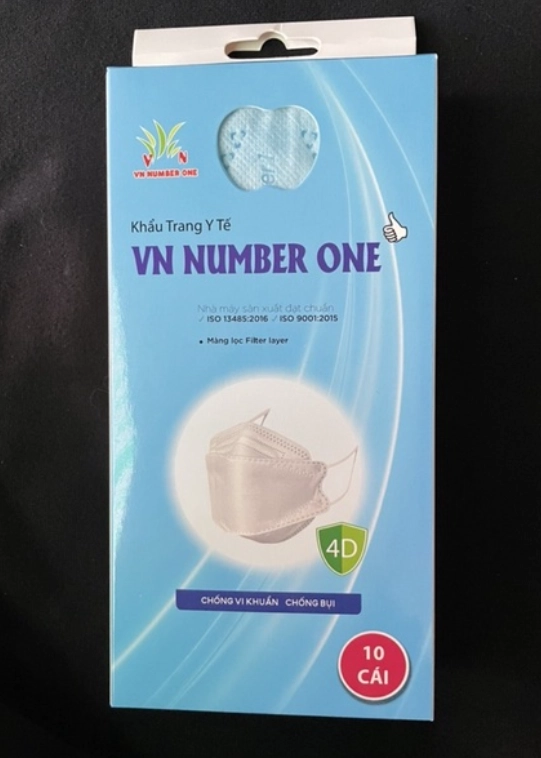 V N
VN NUMBER ONE
Khẩu Trang Y Tế
VN NUMBER ONE
Nhà máy sản xuất đạt chuẩn
✓ ISO 13485:2016 ✓ ISO 9001:2015
• Màng lọc Filter layer
4D
CHỐNG VI KHUẨN CHỐNG BỤI
10
CÁI